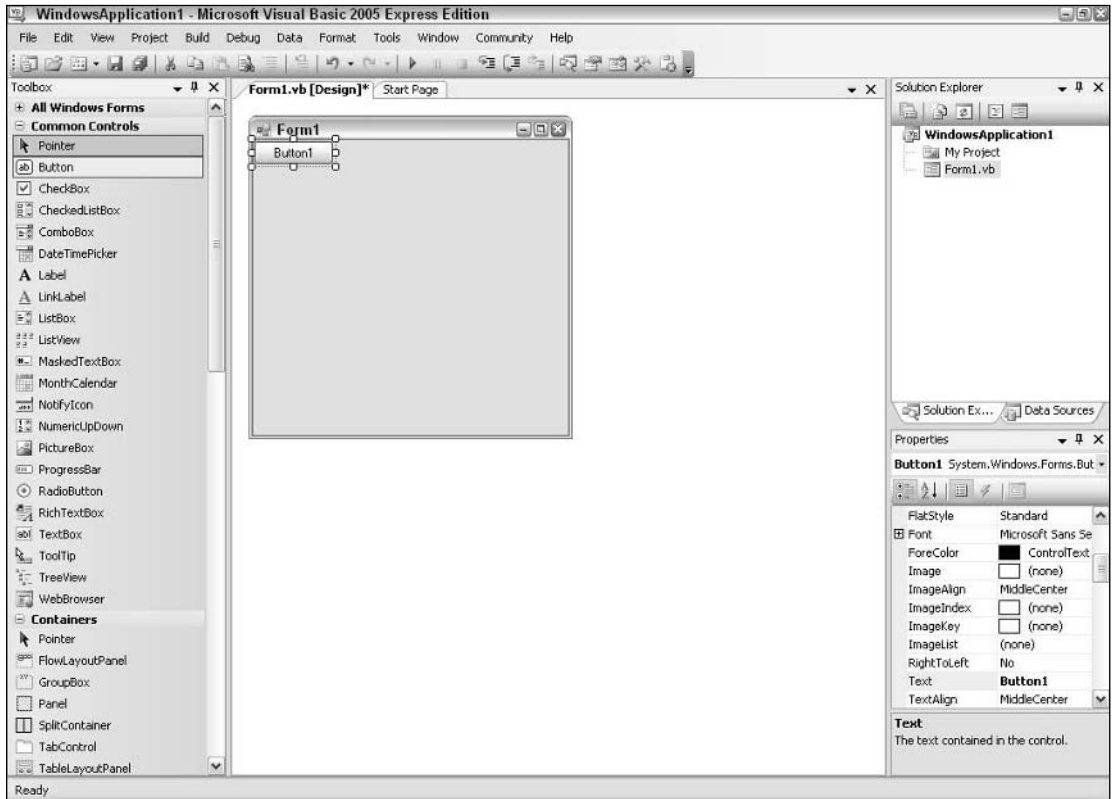 WindowsApplication1 - Microsoft Visual Basic 2005 Express Edition
File Edit View Project Build Debug Data Format Tools Window Community Help
Toolbox
All Windows Forms
Common Controls
Pointer
Button
CheckBox
CheckedListBox
ComboBox
DateTimePicker
Label
LinkLabel
ListBox
ListView
MaskedTextBox
MonthCalendar
NotifyIcon
NumericUpDown
PictureBox
ProgressBar
RadioButton
RichTextBox
TextBox
ToolTip
TreeView
WebBrowser
Containers
Pointer
FlowLayoutPanel
GroupBox
Panel
SplitContainer
TabControl
TableLayoutPanel
Form1.vb [Design]* Start Page
Form1
Button1
Solution Explorer
WindowsApplication1
My Project
Form1.vb
Solution Ex... Data Sources
Properties
Button1 System.Windows.Forms.But
FlatStyle Standard
Font Microsoft Sans Se
ForeColor ControlText
Image (none)
ImageAlign MiddleCenter
ImageIndex (none)
ImageKey (none)
ImageList (none)
RightToLeft No
Text Button1
TextAlign MiddleCenter
Text
The text contained in the control.
Ready